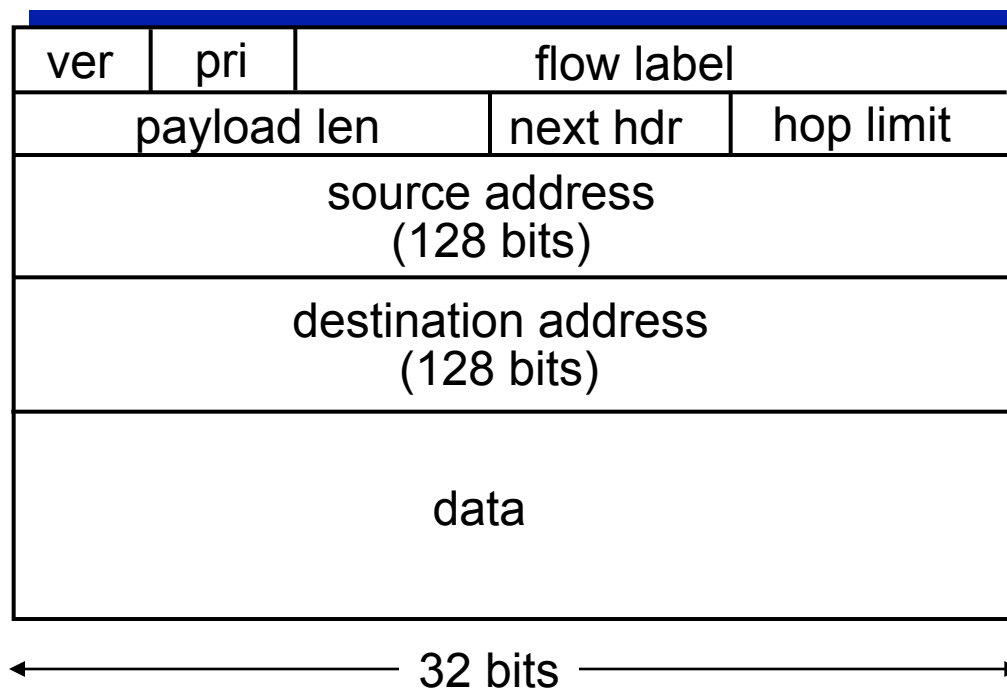 ver pri flow label
payload len next hdr hop limit
source address
(128 bits)
destination address
(128 bits)
data
32 bits